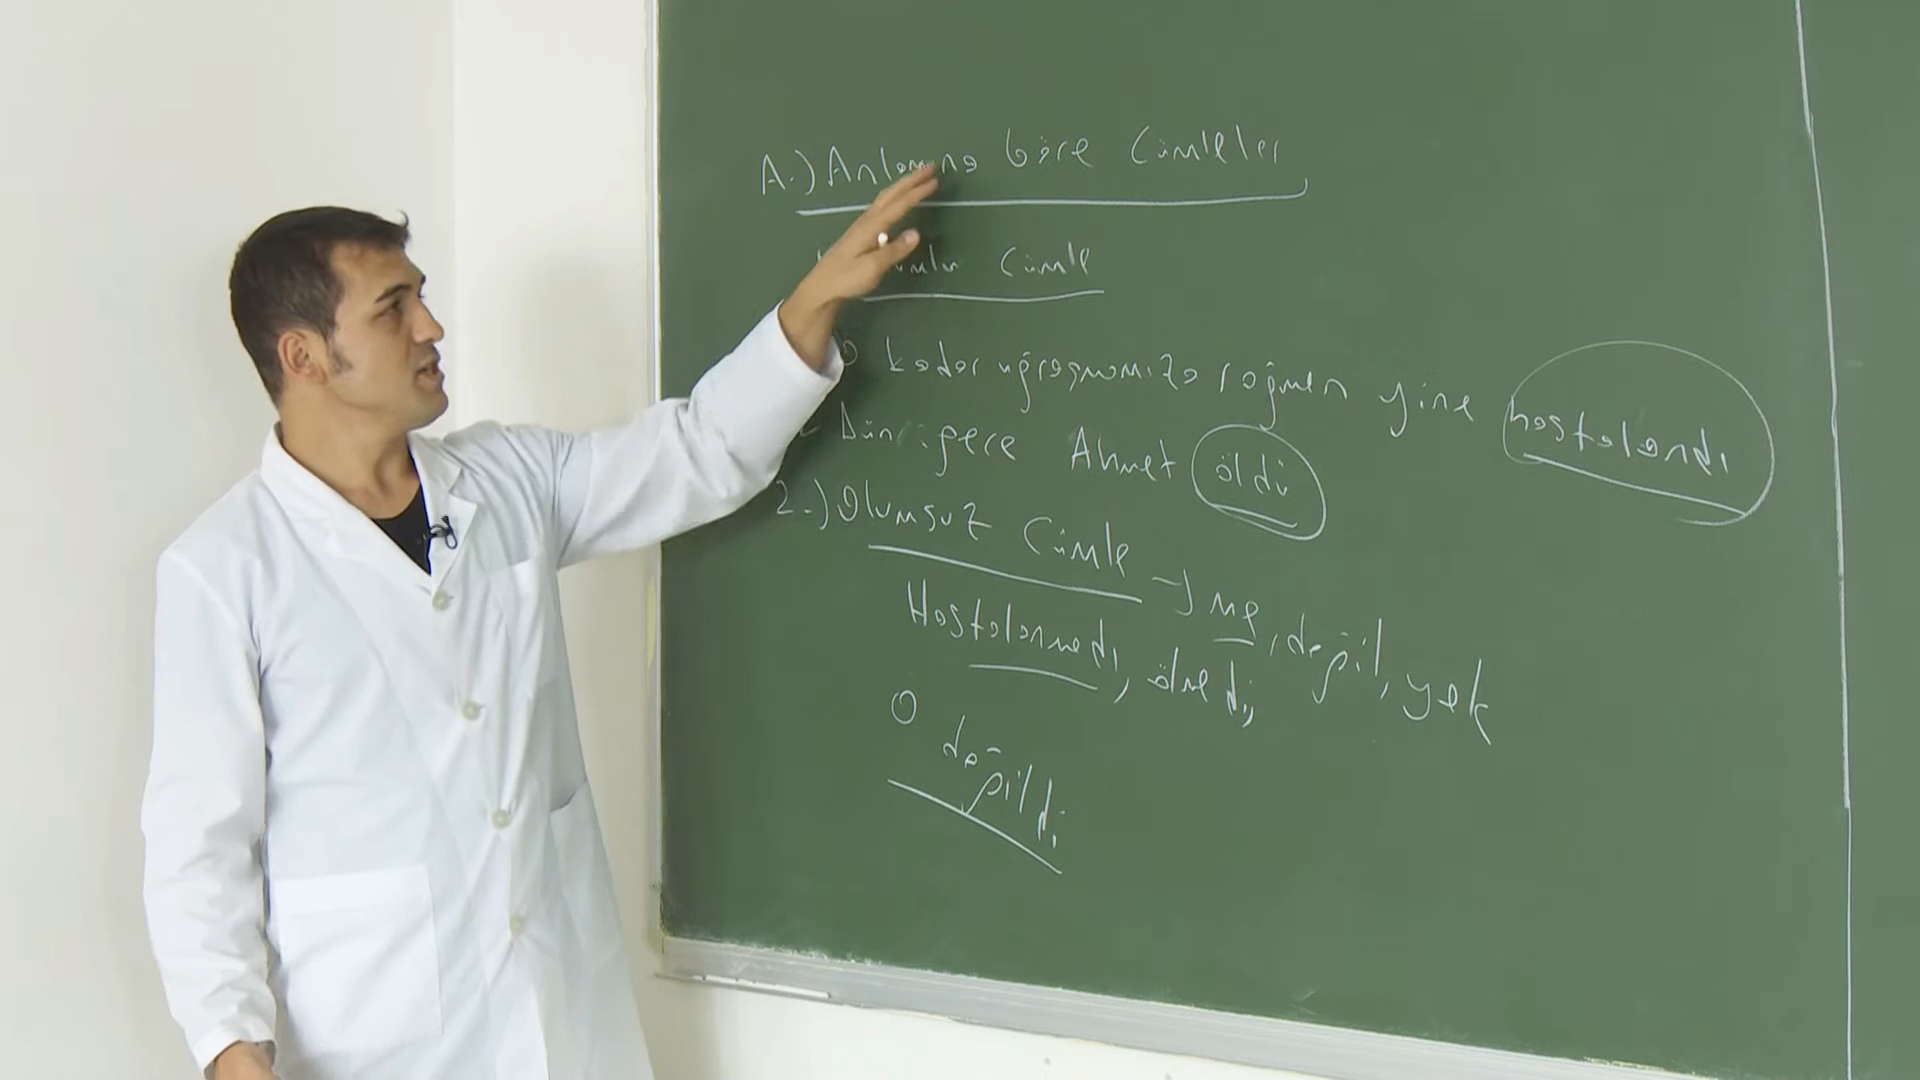 A.) Anlamına Göre Cümleler
Cümle
O kadar uğraşmamıza rağmen yine hastalandı
Dün gece Ahmet öldü
2.) Olumsuz Cümle → me, değil, yok
Hastalanmadı, ölmedi,
O değildi